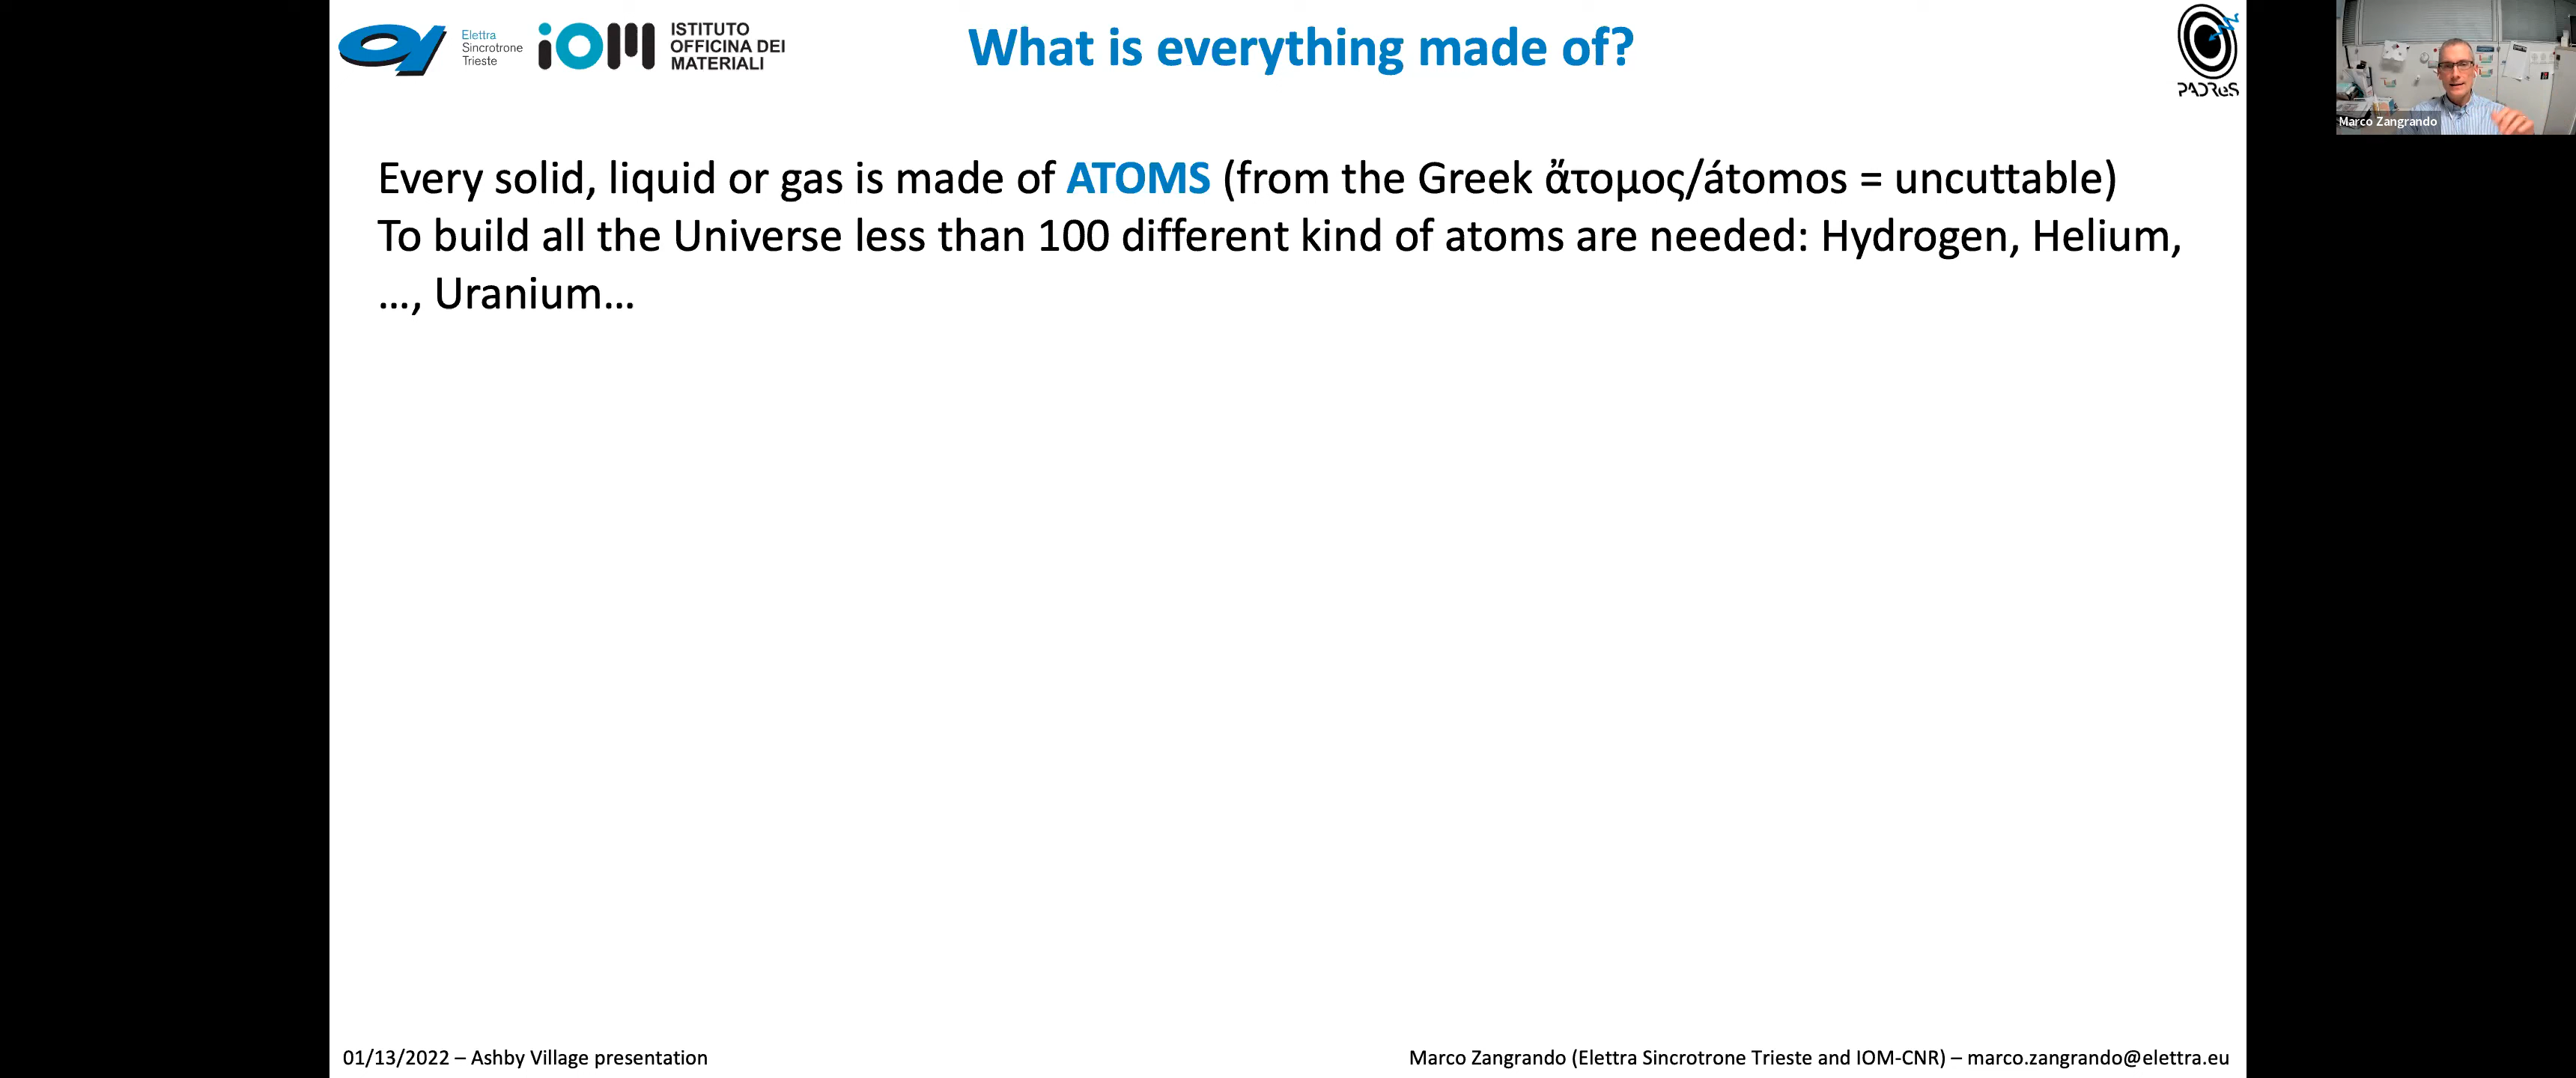 Elettra
Sincrotrone
Trieste
iOM
ISTITUTO
OFFICINA DEI
MATERIALI
What is everything made of?
PADReS
Marco Zangrando
Every solid, liquid or gas is made of ATOMS (from the Greek ἄτομος/átomos = uncuttable)
To build all the Universe less than 100 different kind of atoms are needed: Hydrogen, Helium,
…, Uranium…
01/13/2022 – Ashby Village presentation
Marco Zangrando (Elettra Sincrotrone Trieste and IOM-CNR) – marco.zangrando@elettra.eu